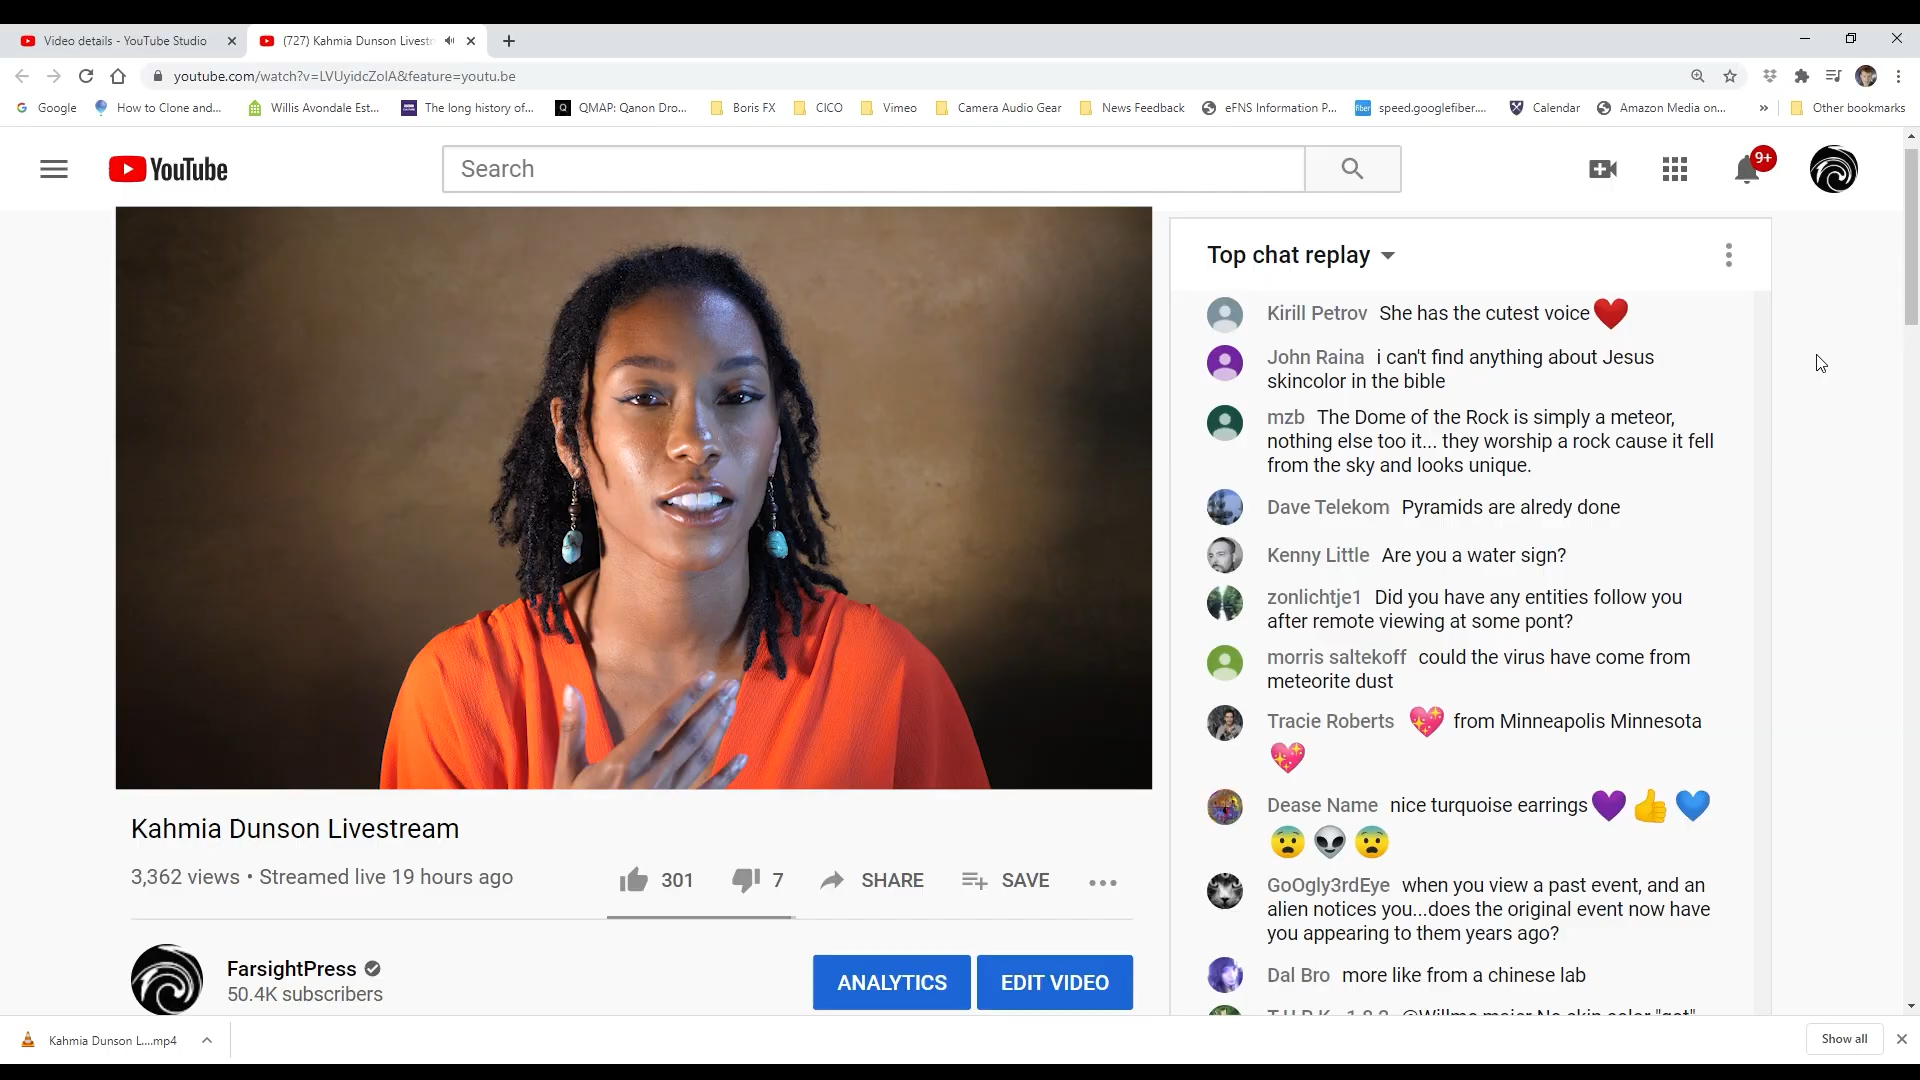 Video details - YouTube Studio
(727) Kahmia Dunson Livestr
youtube.com/watch?v=LVUyidcZolA&feature=youtu.be
Google How to Clone and... Willis Avondale Est... The long history of... QMAP: Qanon Dro... Boris FX CICO Vimeo Camera Audio Gear News Feedback eFNS Information P... speed.googlefiber.... Calendar Amazon Media on... » Other bookmarks
YouTube
Search
9+
Top chat replay
Kirill Petrov She has the cutest voice❤️
John Raina i can't find anything about Jesus
skincolor in the bible
mzb The Dome of the Rock is simply a meteor,
nothing else too it... they worship a rock cause it fell
from the sky and looks unique.
Dave Telekom Pyramids are alredy done
Kenny Little Are you a water sign?
zonlichtje1 Did you have any entities follow you
after remote viewing at some pont?
morris saltekoff could the virus have come from
meteorite dust
Tracie Roberts 💖 from Minneapolis Minnesota
💖
Dease Name nice turquoise earrings💜👍💙
😨👽😨
GoOgly3rdEye when you view a past event, and an
alien notices you...does the original event now have
you appearing to them years ago?
Dal Bro more like from a chinese lab
Kahmia Dunson Livestream
3,362 views • Streamed live 19 hours ago
301 7 SHARE SAVE
FarsightPress
50.4K subscribers
ANALYTICS EDIT VIDEO
Kahmia Dunson L....mp4
Show all